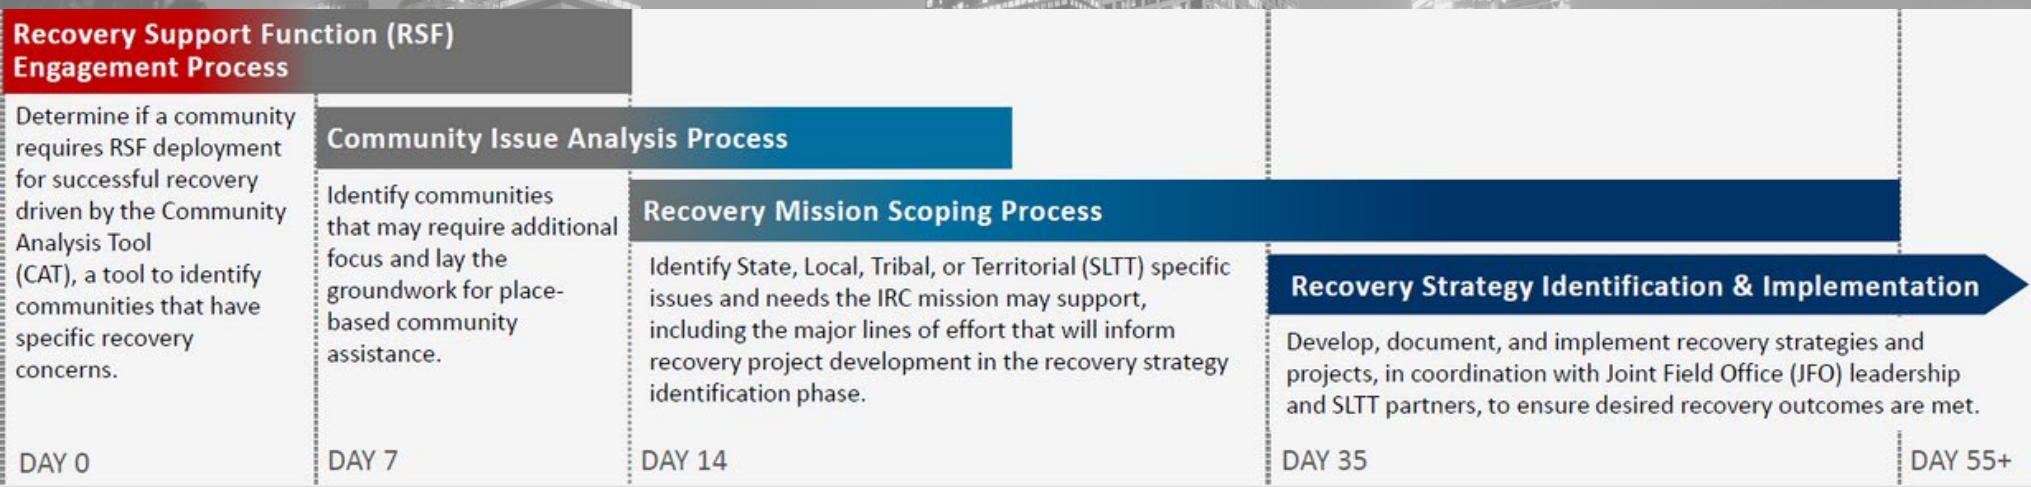 Recovery Support Function (RSF)
Engagement Process
Determine if a community
requires RSF deployment
for successful recovery
driven by the Community
Analysis Tool
(CAT), a tool to identify
communities that have
specific recovery
concerns.
DAY 0
Community Issue Analysis Process
Identify communities
that may require additional
focus and lay the
groundwork for place-
based community
assistance.
DAY 7
Recovery Mission Scoping Process
Identify State, Local, Tribal, or Territorial (SLTT) specific
issues and needs the IRC mission may support,
including the major lines of effort that will inform
recovery project development in the recovery strategy
identification phase.
DAY 14
Recovery Strategy Identification & Implementation
Develop, document, and implement recovery strategies and
projects, in coordination with Joint Field Office (JFO) leadership
and SLTT partners, to ensure desired recovery outcomes are met.
DAY 35
DAY 55+